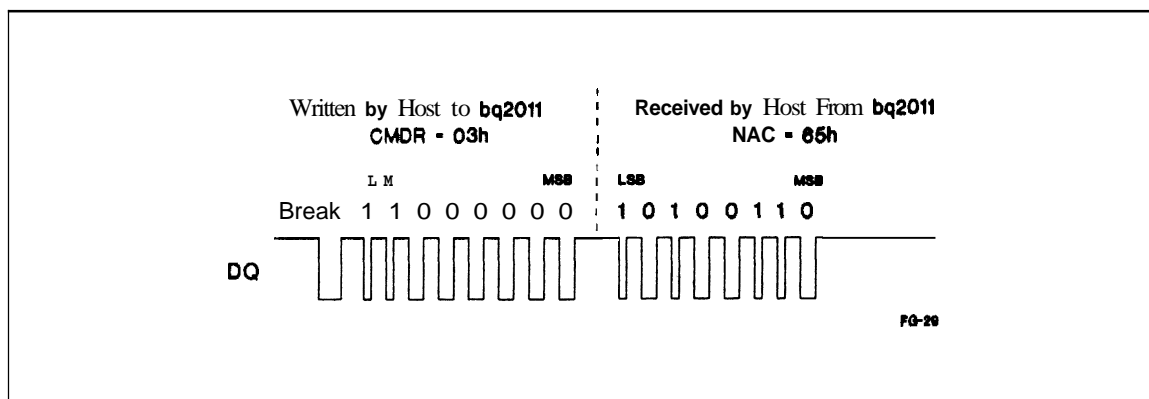 Written by Host to bq2011
CMDR = 03h
Received by Host From bq2011
NAC = 65h
L M MSB LSB MSB
Break 1 1 0 0 0 0 0 0 1 0 1 0 0 1 1 0
DQ
FG-29